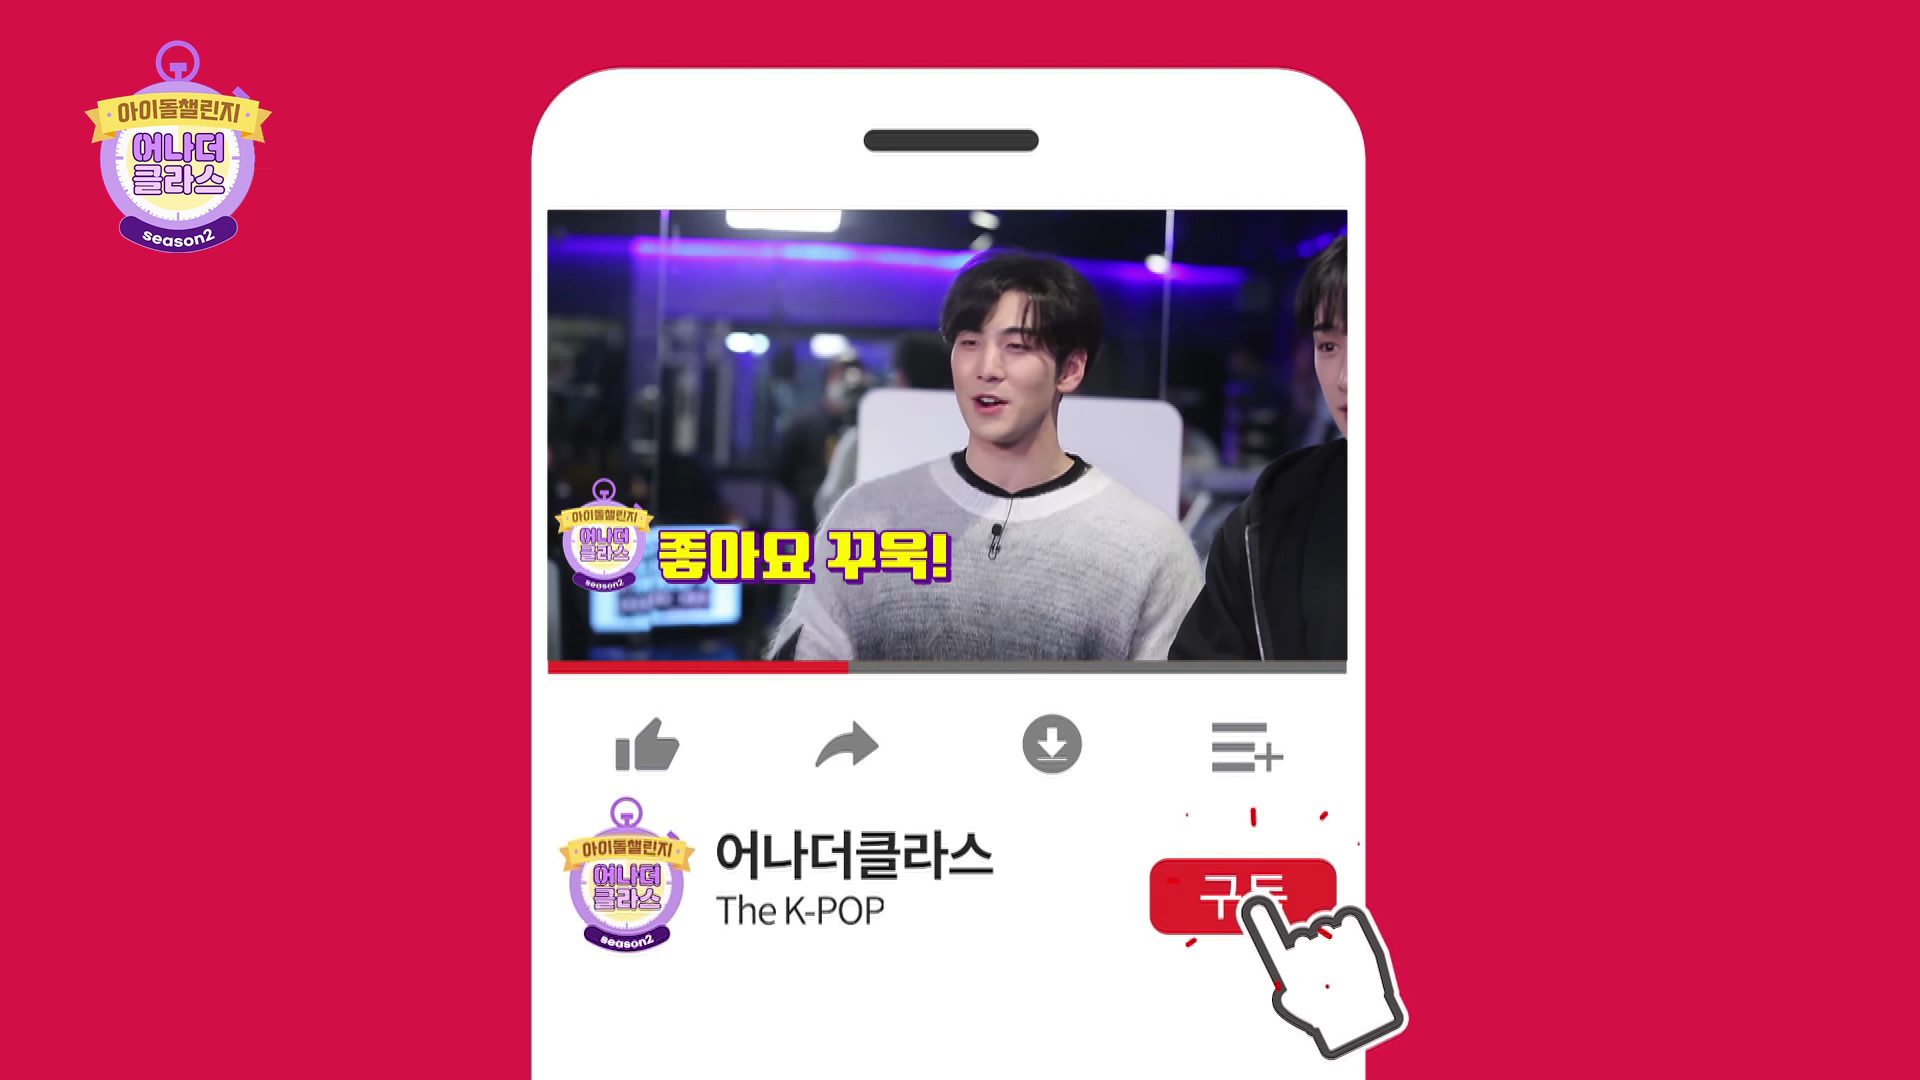 아이돌챌린지
어나더
클라스
season2
아이돌챌린지
어나더
클라스
season2
좋아요 꾸욱!
아이돌챌린지
어나더
클라스
season2
어나더클라스
The K-POP
구독